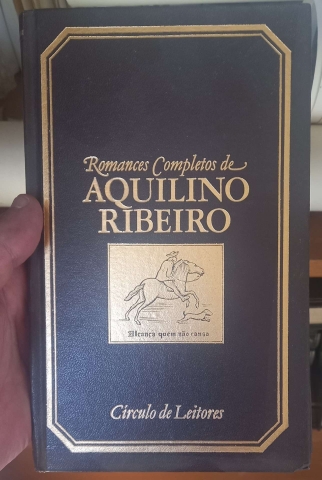 Romances Completos de
AQUILINO
RIBEIRO
Alcança quem não cansa
Círculo de Leitores